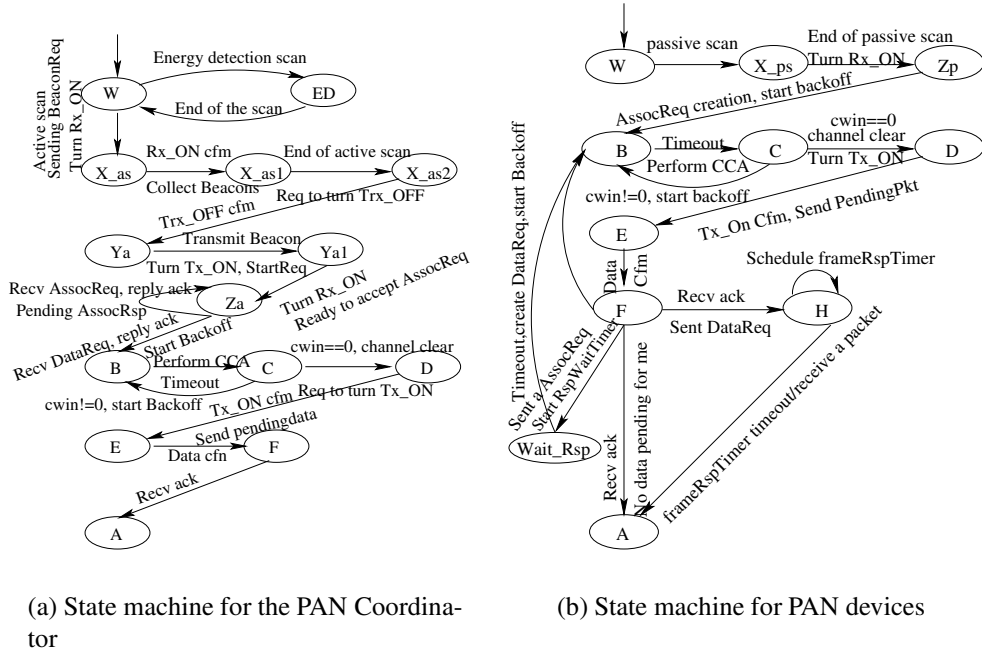 Energy detection scan
W
ED
End of the scan
Active scan
Sending BeaconReq
Turn Rx_ON
X_as
Rx_ON cfm
Collect Beacons
X_as1
End of active scan
X_as2
Req to turn Trx_OFF
Trx_OFF cfm
Ya
Transmit Beacon
Turn Tx_ON, StartReq
Ya1
Turn Rx_ON
Ready to accept AssocReq
Recv AssocReq, reply ack
Pending AssocRsp
Za
Recv DataReq, reply ack
Start Backoff
B
Perform CCA
Timeout
C
cwin==0, channel clear
D
cwin!=0, start Backoff
Req to turn Tx_ON
Tx_ON cfm
E
Send pendingdata
Data cfn
F
Recv ack
A
(a) State machine for the PAN Coordina-
tor
W
passive scan
X_ps
End of passive scan
Turn Rx_ON
Zp
AssocReq creation, start backoff
B
Timeout
Perform CCA
C
cwin==0
channel clear
Turn Tx_ON
D
cwin!=0, start backoff
Tx_On Cfm, Send PendingPkt
E
Data
Cfm
F
Recv ack
Sent DataReq
Schedule frameRspTimer
H
Timeout,create DataReq,start Backoff
Sent a AssocReq
Start RspWaitTimer
Wait_Rsp
Recv ack
No data pending for me
frameRspTimer timeout/receive a packet
A
(b) State machine for PAN devices